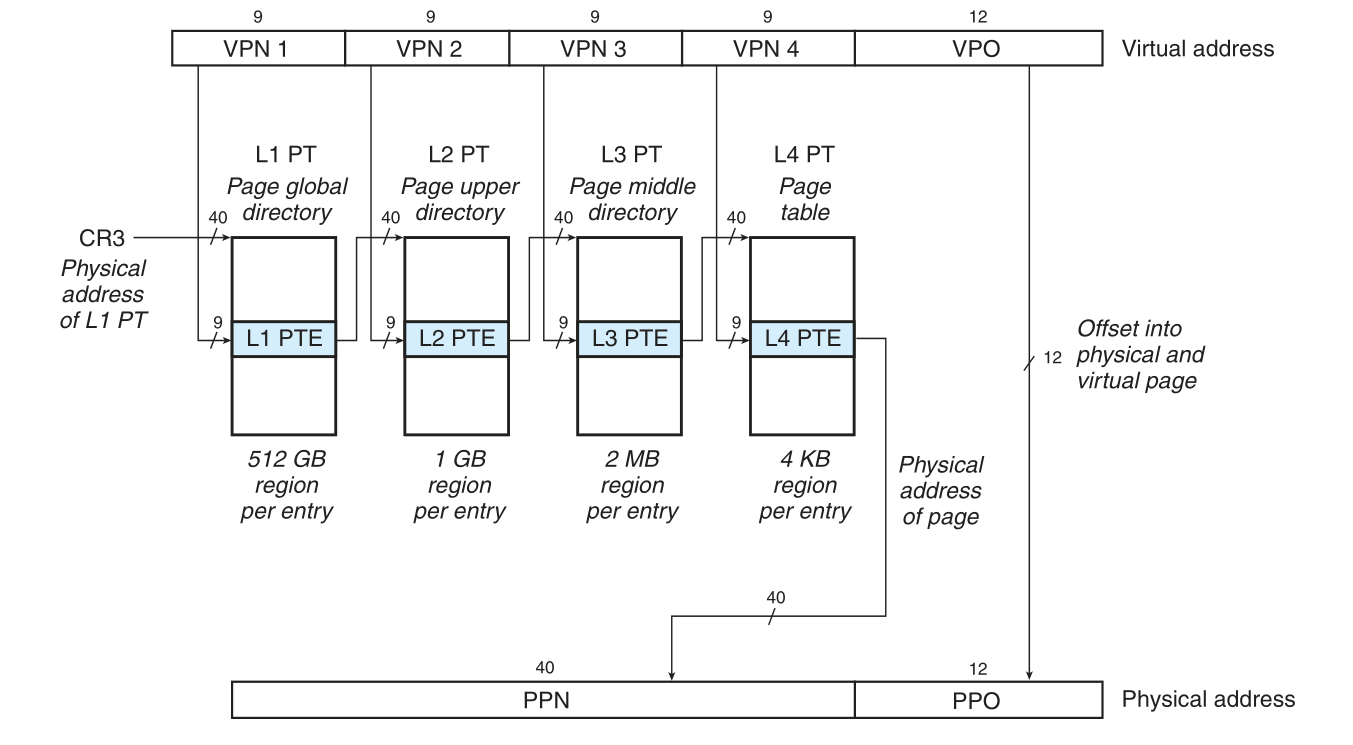 9 9 9 9 12
VPN 1 VPN 2 VPN 3 VPN 4 VPO Virtual address
L1 PT L2 PT L3 PT L4 PT
Page global Page upper Page middle Page
directory directory directory table
40 40 40 40
CR3
Physical
address
of L1 PT
9 9 9 9
L1 PTE L2 PTE L3 PTE L4 PTE
Offset into
12 physical and
virtual page
512 GB 1 GB 2 MB 4 KB
region region region region
per entry per entry per entry per entry
Physical
address
of page
40
40 12
PPN PPO Physical address